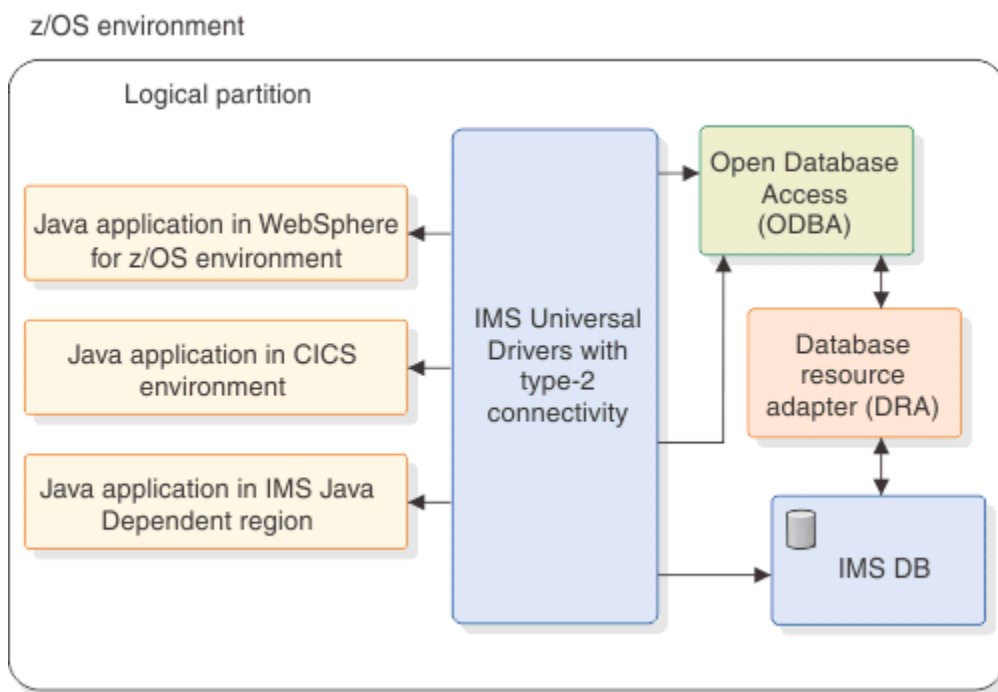 z/OS environment
Logical partition
Java application in WebSphere
for z/OS environment
Java application in CICS
environment
Java application in IMS Java
Dependent region
IMS Universal
Drivers with
type-2
connectivity
Open Database
Access
(ODBA)
Database
resource
adapter (DRA)
IMS DB